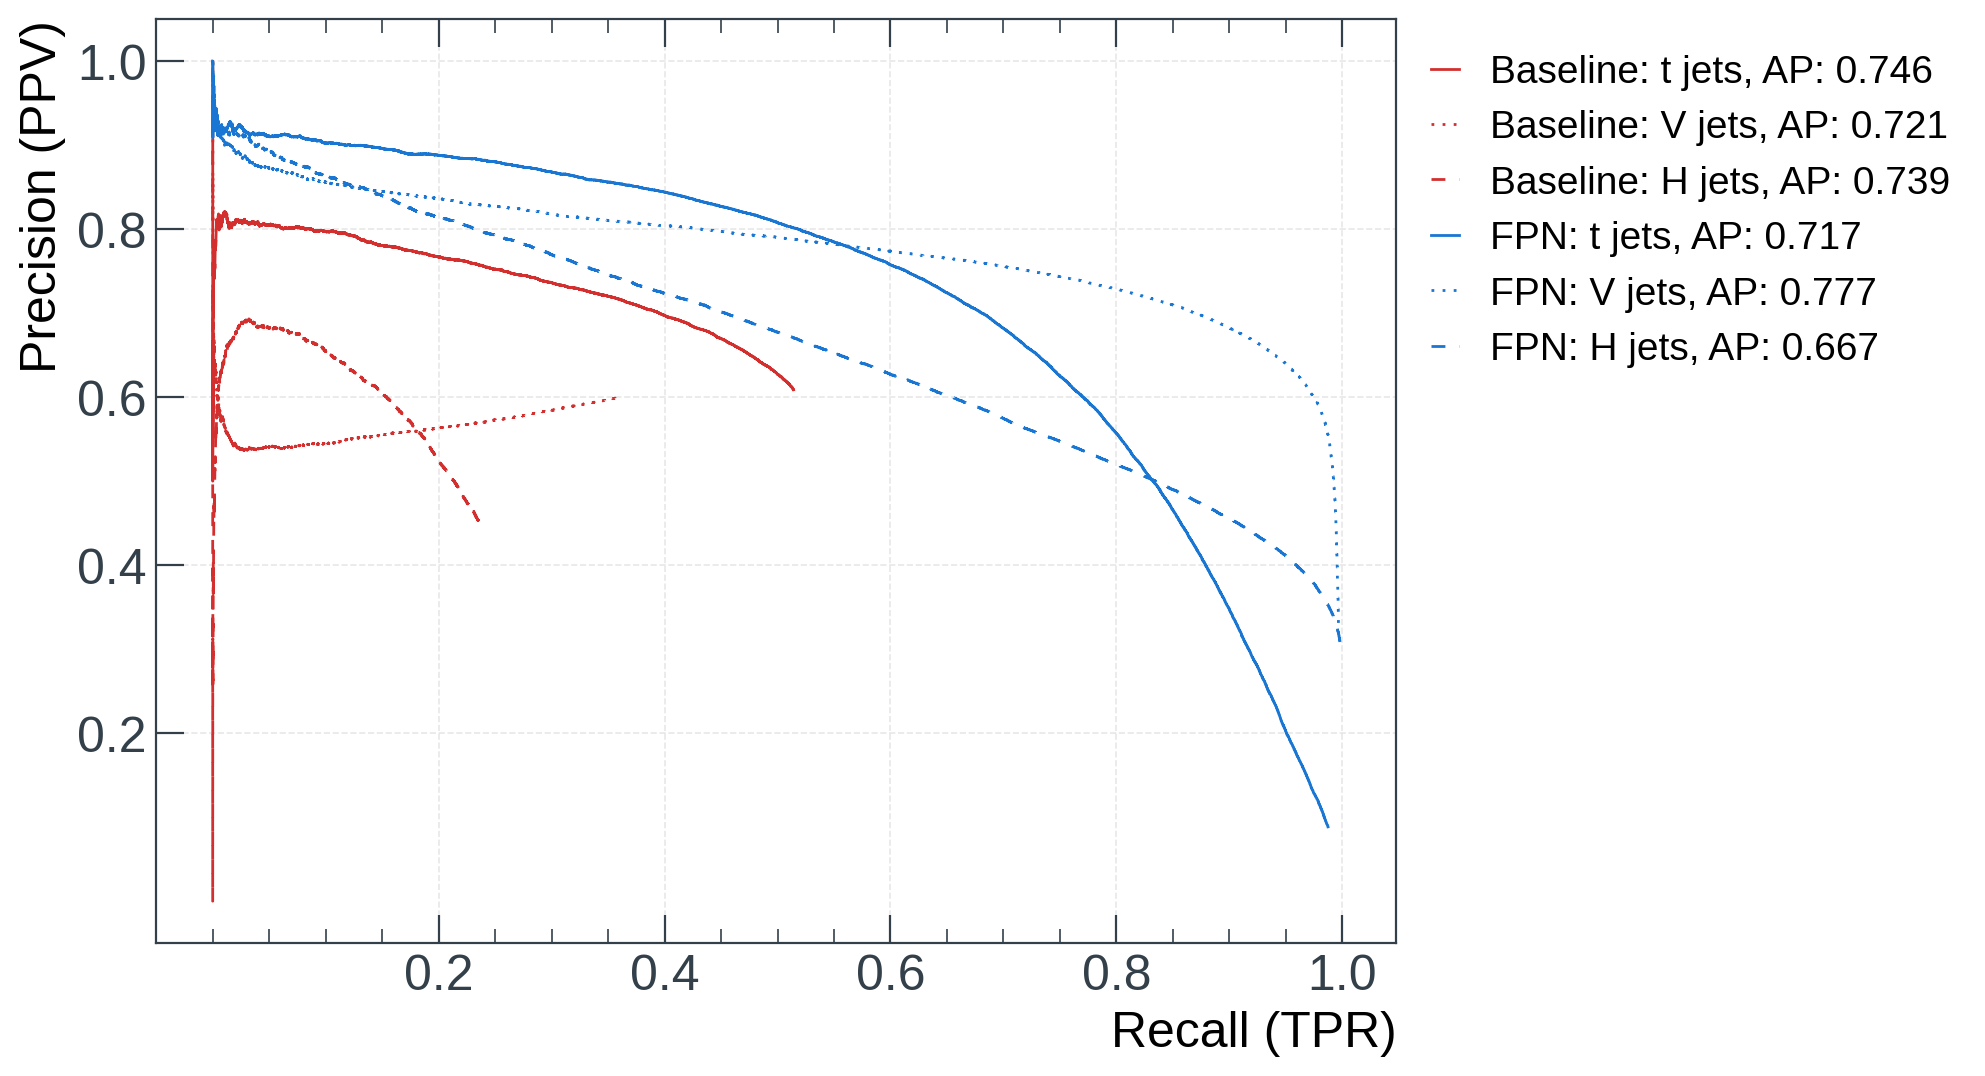 Precision (PPV)
1.0
0.8
0.6
0.4
0.2
0.2
0.4
0.6
0.8
1.0
Recall (TPR)
Baseline: t jets, AP: 0.746
Baseline: V jets, AP: 0.721
Baseline: H jets, AP: 0.739
FPN: t jets, AP: 0.717
FPN: V jets, AP: 0.777
FPN: H jets, AP: 0.667